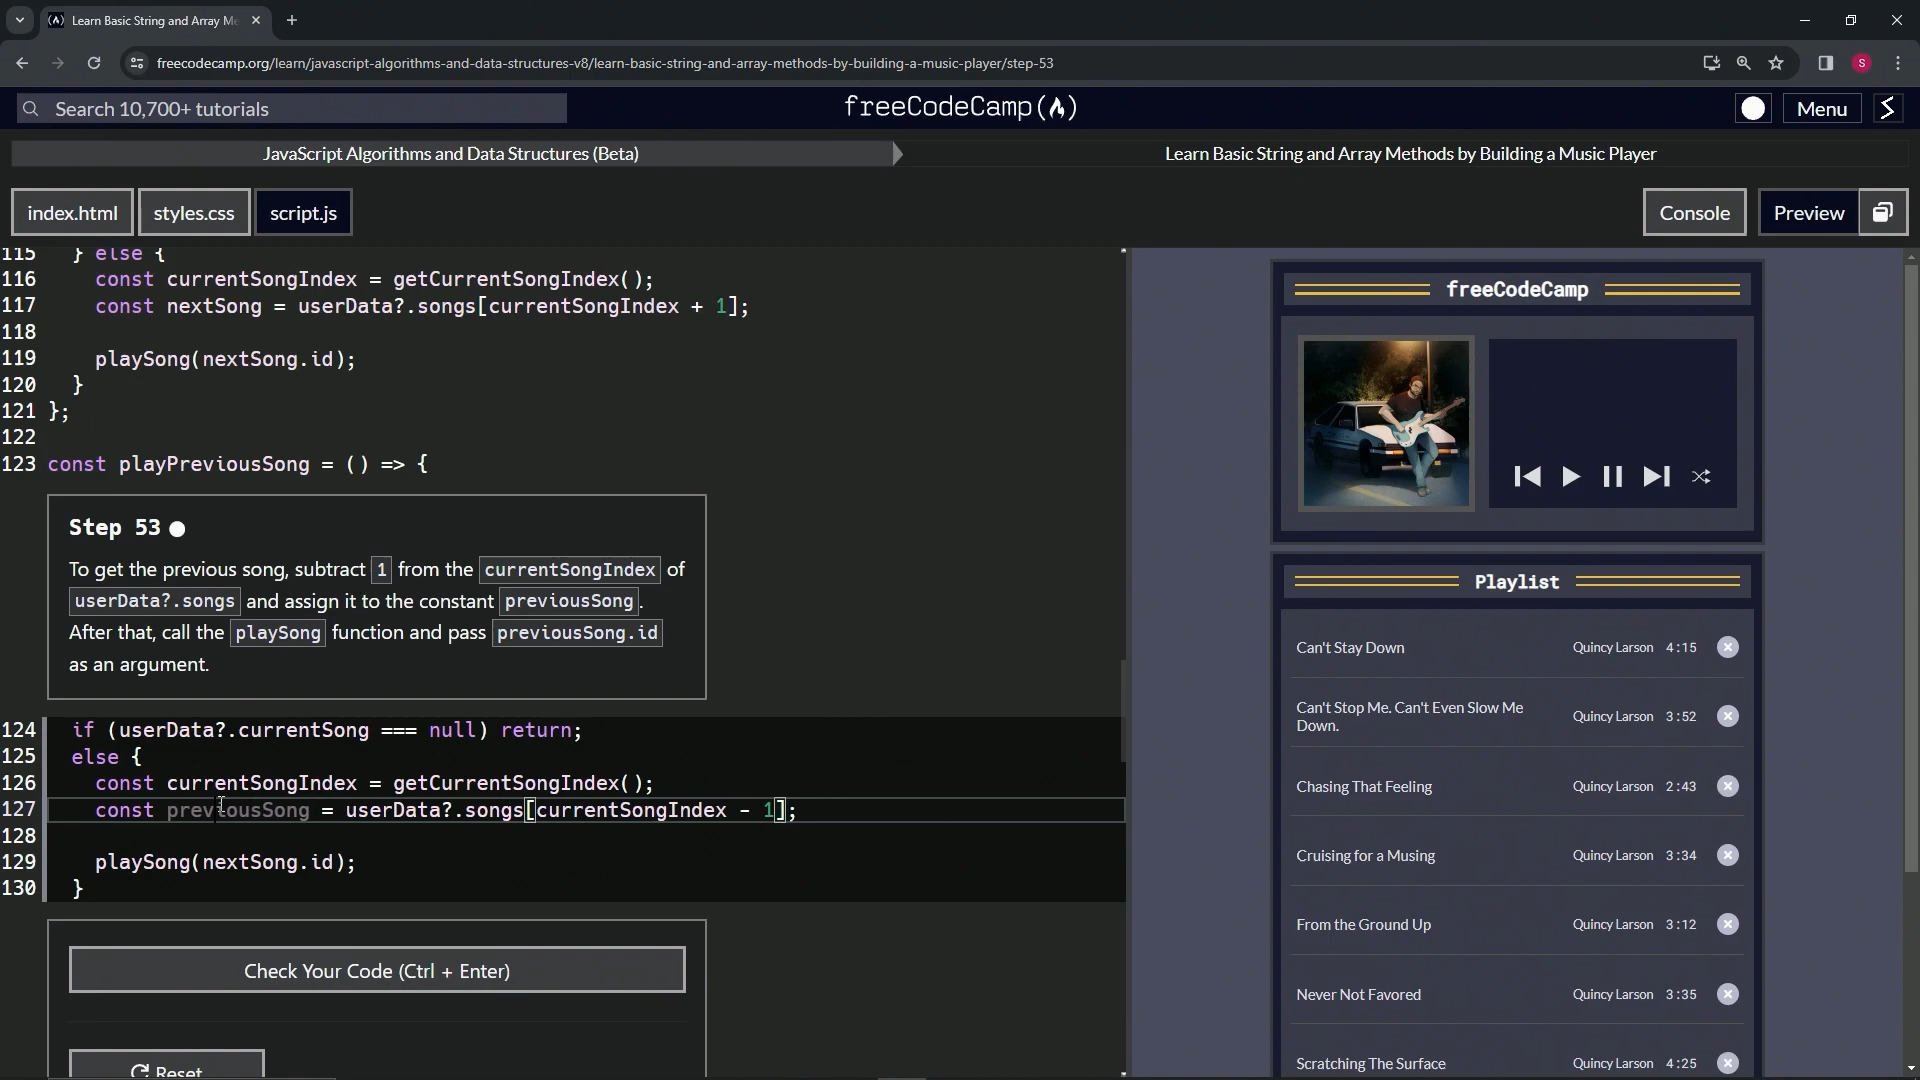 Learn Basic String and Array Me
freecodecamp.org/learn/javascript-algorithms-and-data-structures-v8/learn-basic-string-and-array-methods-by-building-a-music-player/step-53
S
Search 10,700+ tutorials
freeCodeCamp(🔥)
Menu
JavaScript Algorithms and Data Structures (Beta)
Learn Basic String and Array Methods by Building a Music Player
index.html
styles.css
script.js
Console
Preview
115 } else {
116 const currentSongIndex = getCurrentSongIndex();
117 const nextSong = userData?.songs[currentSongIndex + 1];
118
119 playSong(nextSong.id);
120 }
121 };
122
123 const playPreviousSong = () => {
Step 53
To get the previous song, subtract 1 from the currentSongIndex of
userData?.songs and assign it to the constant previousSong.
After that, call the playSong function and pass previousSong.id
as an argument.
124 if (userData?.currentSong === null) return;
125 else {
126 const currentSongIndex = getCurrentSongIndex();
127 const previousSong = userData?.songs[currentSongIndex - 1];
128
129 playSong(nextSong.id);
130 }
Check Your Code (Ctrl + Enter)
Reset
freeCodeCamp
Playlist
Can't Stay Down Quincy Larson 4:15
Can't Stop Me. Can't Even Slow Me
Down. Quincy Larson 3:52
Chasing That Feeling Quincy Larson 2:43
Cruising for a Musing Quincy Larson 3:34
From the Ground Up Quincy Larson 3:12
Never Not Favored Quincy Larson 3:35
Scratching The Surface Quincy Larson 4:25